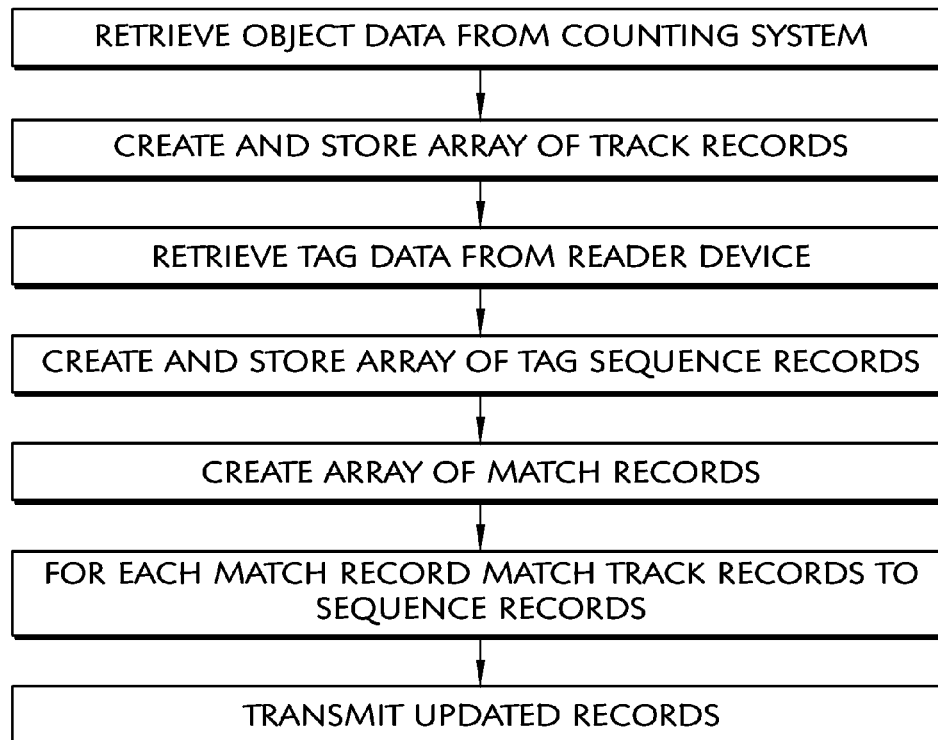 RETRIEVE OBJECT DATA FROM COUNTING SYSTEM
CREATE AND STORE ARRAY OF TRACK RECORDS
RETRIEVE TAG DATA FROM READER DEVICE
CREATE AND STORE ARRAY OF TAG SEQUENCE RECORDS
CREATE ARRAY OF MATCH RECORDS
FOR EACH MATCH RECORD MATCH TRACK RECORDS TO
SEQUENCE RECORDS
TRANSMIT UPDATED RECORDS